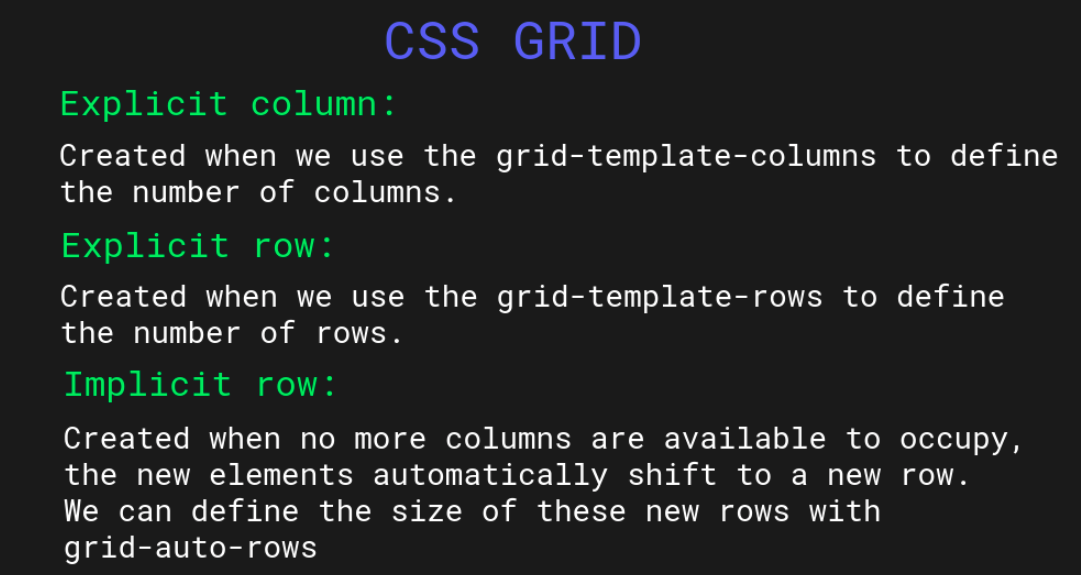 CSS GRID
Explicit column:
Created when we use the grid-template-columns to define
the number of columns.
Explicit row:
Created when we use the grid-template-rows to define
the number of rows.
Implicit row:
Created when no more columns are available to occupy,
the new elements automatically shift to a new row.
We can define the size of these new rows with
grid-auto-rows